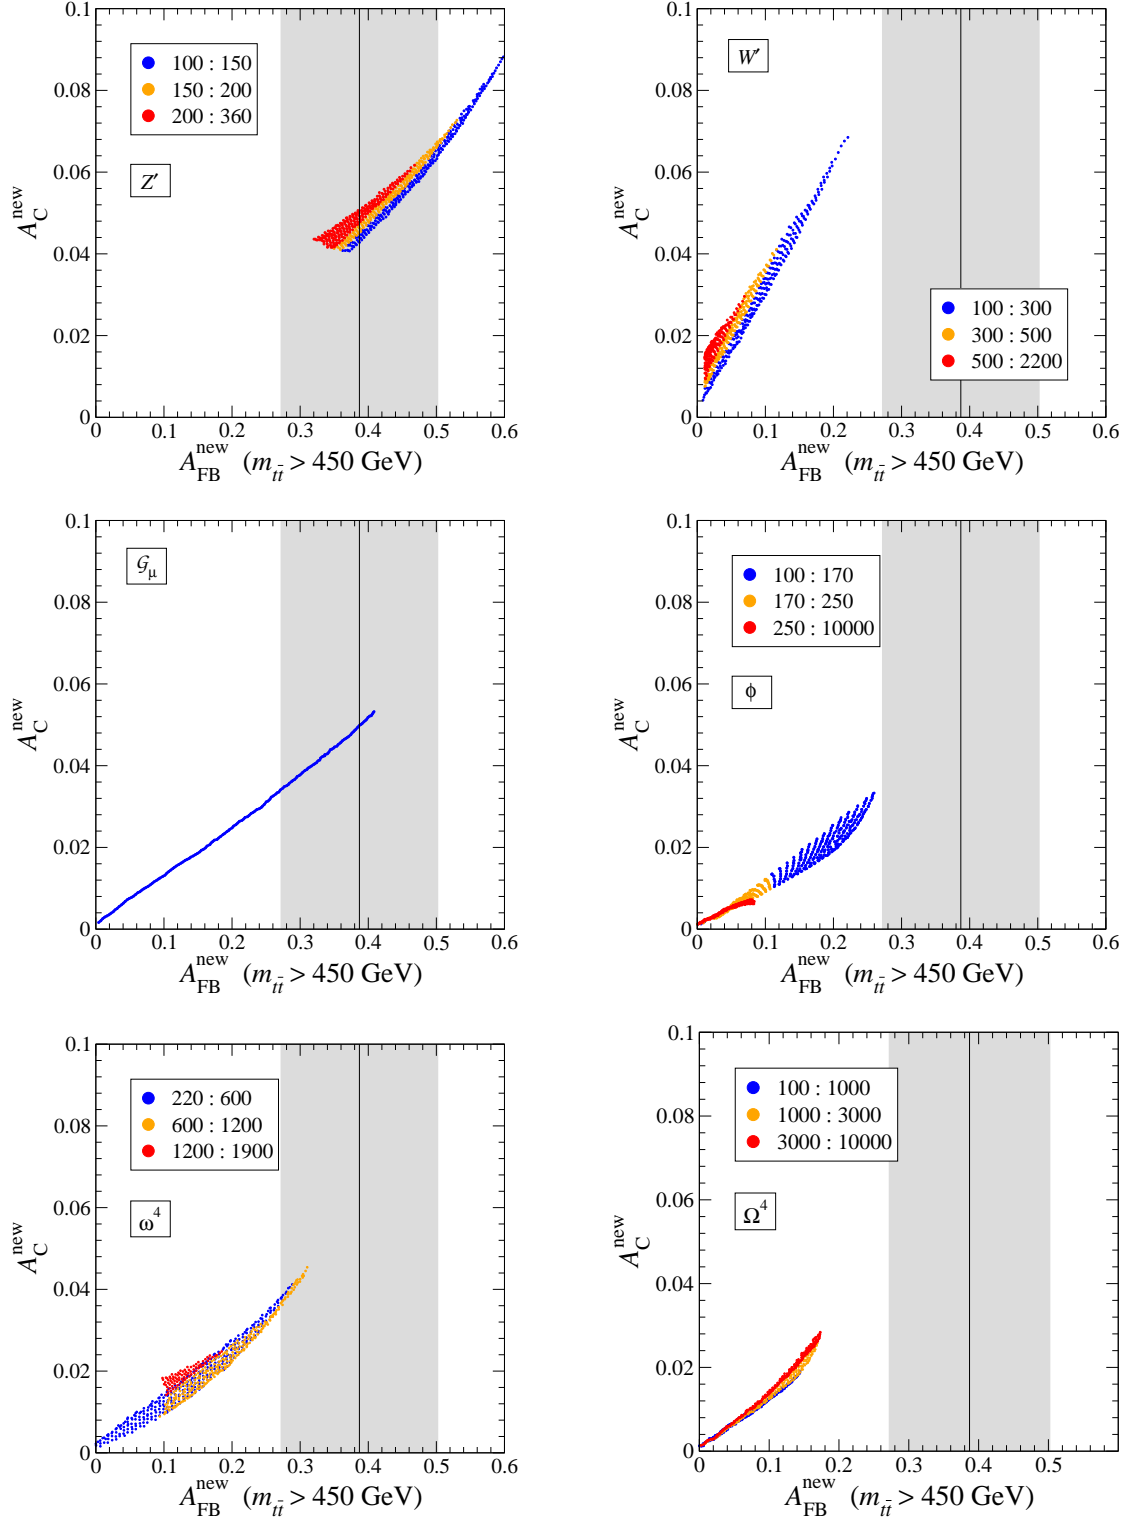 0.1
0.08
0.06
0.04
0.02
0
0 0.1 0.2 0.3 0.4 0.5 0.6
A_C^new
A_FB^new (m_tt̄ > 450 GeV)
100 : 150
150 : 200
200 : 360
Z′
0.1
0.08
0.06
0.04
0.02
0
0 0.1 0.2 0.3 0.4 0.5 0.6
A_C^new
A_FB^new (m_tt̄ > 450 GeV)
W′
100 : 300
300 : 500
500 : 2200
0.1
0.08
0.06
0.04
0.02
0
0 0.1 0.2 0.3 0.4 0.5 0.6
A_C^new
A_FB^new (m_tt̄ > 450 GeV)
𝒢_μ
0.1
0.08
0.06
0.04
0.02
0
0 0.1 0.2 0.3 0.4 0.5 0.6
A_C^new
A_FB^new (m_tt̄ > 450 GeV)
100 : 170
170 : 250
250 : 10000
ϕ
0.1
0.08
0.06
0.04
0.02
0
0 0.1 0.2 0.3 0.4 0.5 0.6
A_C^new
A_FB^new (m_tt̄ > 450 GeV)
220 : 600
600 : 1200
1200 : 1900
ω^4
0.1
0.08
0.06
0.04
0.02
0
0 0.1 0.2 0.3 0.4 0.5
A_C^new
A_FB^new (m_tt̄ > 450 GeV)
100 : 1000
1000 : 3000
3000 : 10000
Ω^4